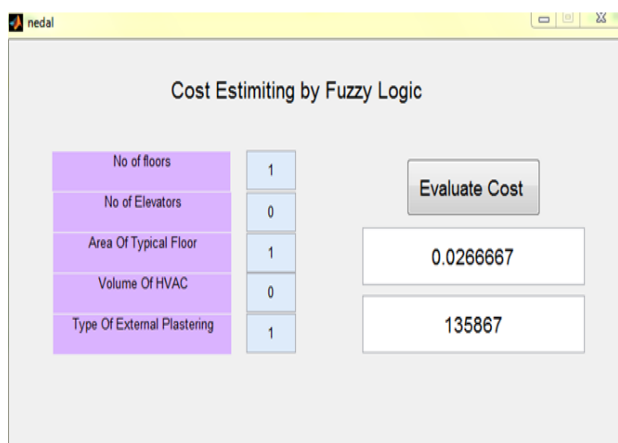 nedal
Cost Estimiting by Fuzzy Logic
No of floors 1
No of Elevators 0
Area Of Typical Floor 1
Volume Of HVAC 0
Type Of External Plastering 1
Evaluate Cost
0.0266667
135867